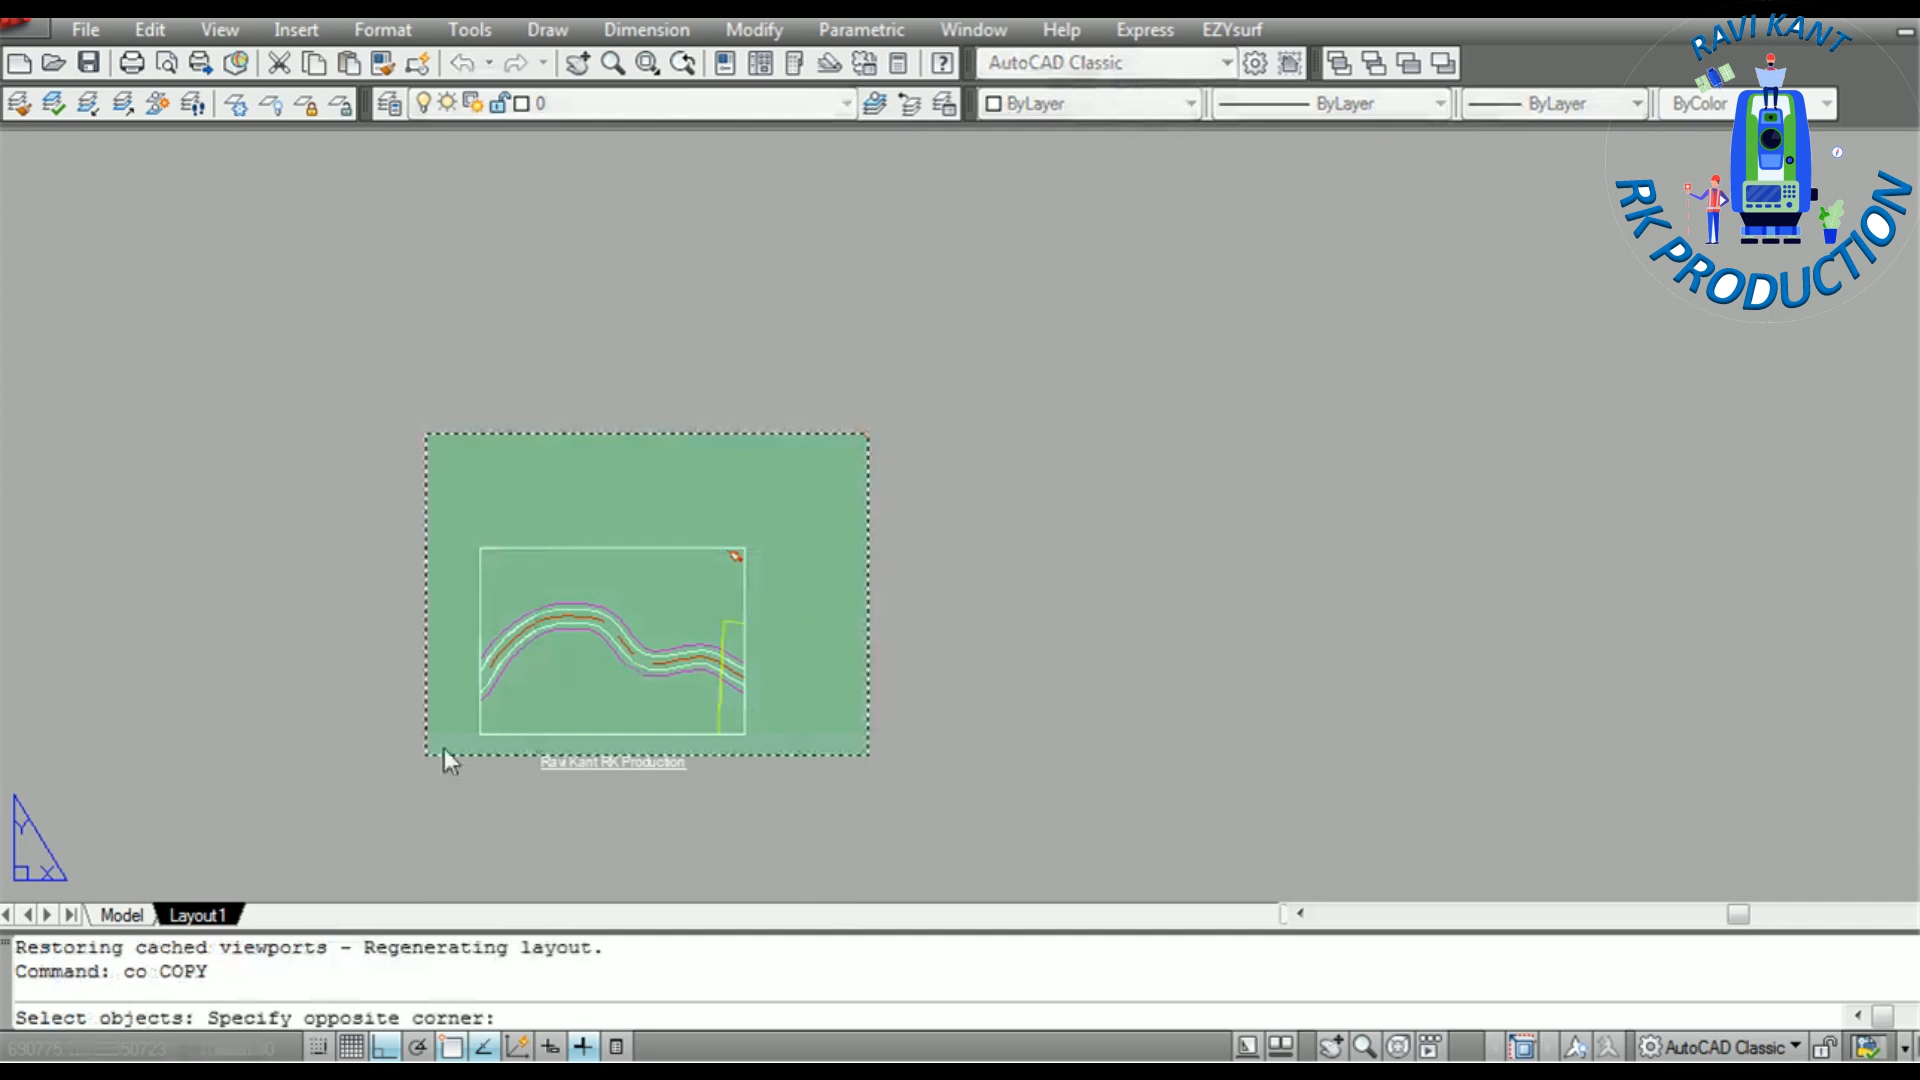 File Edit View Insert Format Tools Draw Dimension Modify Parametric Window Help Express EZYsurf
AutoCAD Classic
0 ByLayer ByLayer ByLayer ByColor
RAVI KANT
RK PRODUCTION
Ravi Kant RK Production
Y
X
Model Layout1
Restoring cached viewports - Regenerating layout.
Command: co COPY
Select objects: Specify opposite corner:
AutoCAD Classic